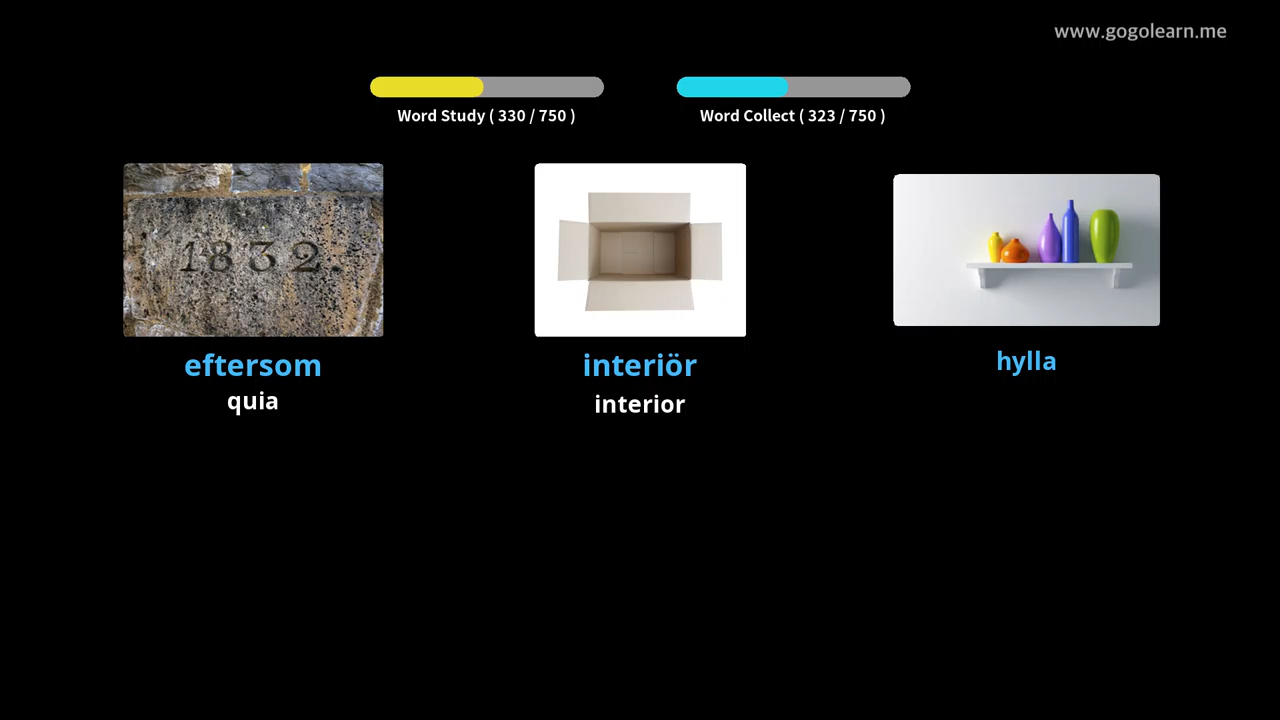 www.gogolearn.me
Word Study ( 330 / 750 )
Word Collect ( 323 / 750 )
1832.
eftersom
quia
interiör
interior
hylla